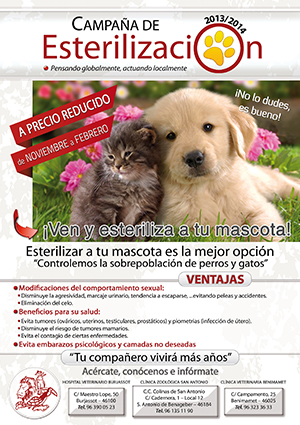 CAMPAÑA DE
2013/2014
Esterilización
Pensando globalmente, actuando localmente
A PRECIO REDUCIDO
de NOVIEMBRE a FEBRERO
¡No lo dudes,
es bueno!
¡Ven y esteriliza a tu mascota!
Esterilizar a tu mascota es la mejor opción
"Controlemos la sobrepoblación de perros y gatos"
VENTAJAS
Modificaciones del comportamiento sexual:
Disminuye la agresividad, marcaje urinario, tendencia a escaparse, ...evitando peleas y accidentes.
Eliminación del celo.
Beneficios para su salud:
Evita tumores (ovários, uterinos, testiculares, prostáticos) y piometrias (infección de útero).
Disminuye el riesgo de tumores mamarios.
Evita el contagio de ciertas enfermedades.
Evita embarazos psicológicos y camadas no deseadas
"Tu compañero vivirá más años"
Acércate, conócenos e infórmate
HOSPITAL VETERINARIO BURJASSOT
C/ Maestro Lope, 50
Burjassot - 46100
Tel. 96 390 05 23
CLÍNICA ZOOLÓGICA SAN ANTONIO
C.C. Colinas de San Antonio
C/ Cademosa, 1 - Local 12
S. Antonio de Benageber - 46184
Tel. 96 135 11 90
CLÍNICA VETERINARIA BENIMAMET
C/ Campamento, 25
Benimamet - 46025
Tel. 96 323 36 33